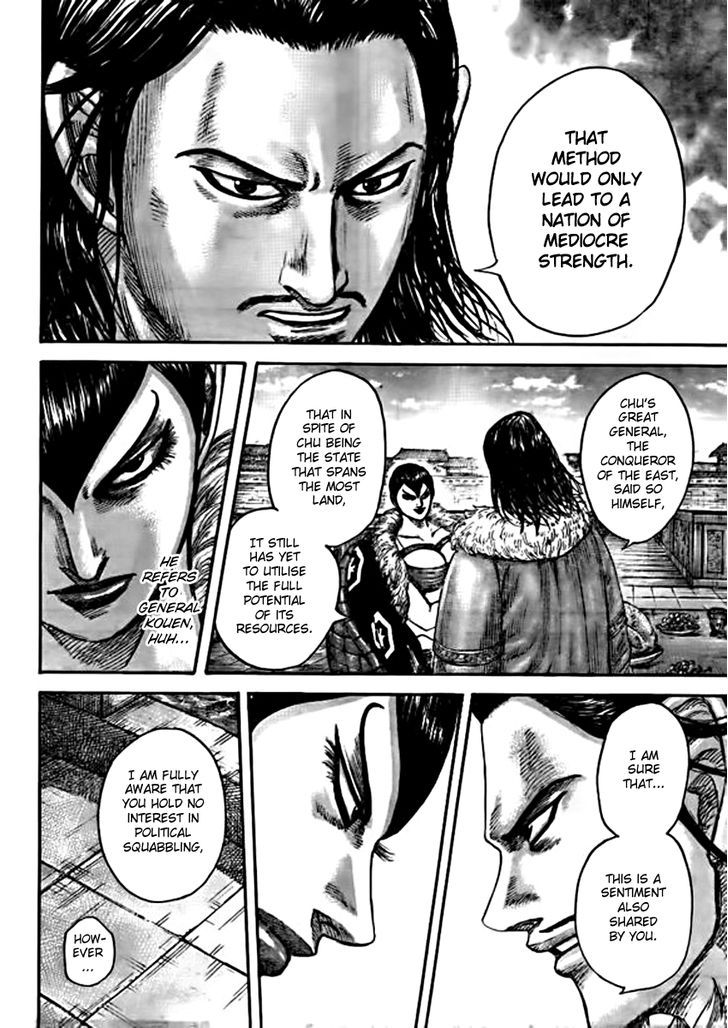 THAT
METHOD
WOULD ONLY
LEAD TO A
NATION OF
MEDIOCRE
STRENGTH.
CHU'S
GREAT
GENERAL,
THE
CONQUEROR
OF THE EAST,
SAID SO
HIMSELF,
THAT IN
SPITE OF
CHU BEING
THE STATE
THAT SPANS
THE MOST
LAND,
IT STILL
HAS YET
TO UTILISE
THE FULL
POTENTIAL
OF ITS
RESOURCES.
HE
REFERS
TO
GENERAL
KOUEN,
HUH...
I AM
SURE
THAT...
THIS IS A
SENTIMENT
ALSO
SHARED
BY YOU.
I AM FULLY
AWARE THAT
YOU HOLD NO
INTEREST IN
POLITICAL
SQUABBLING,
HOW-
EVER
...